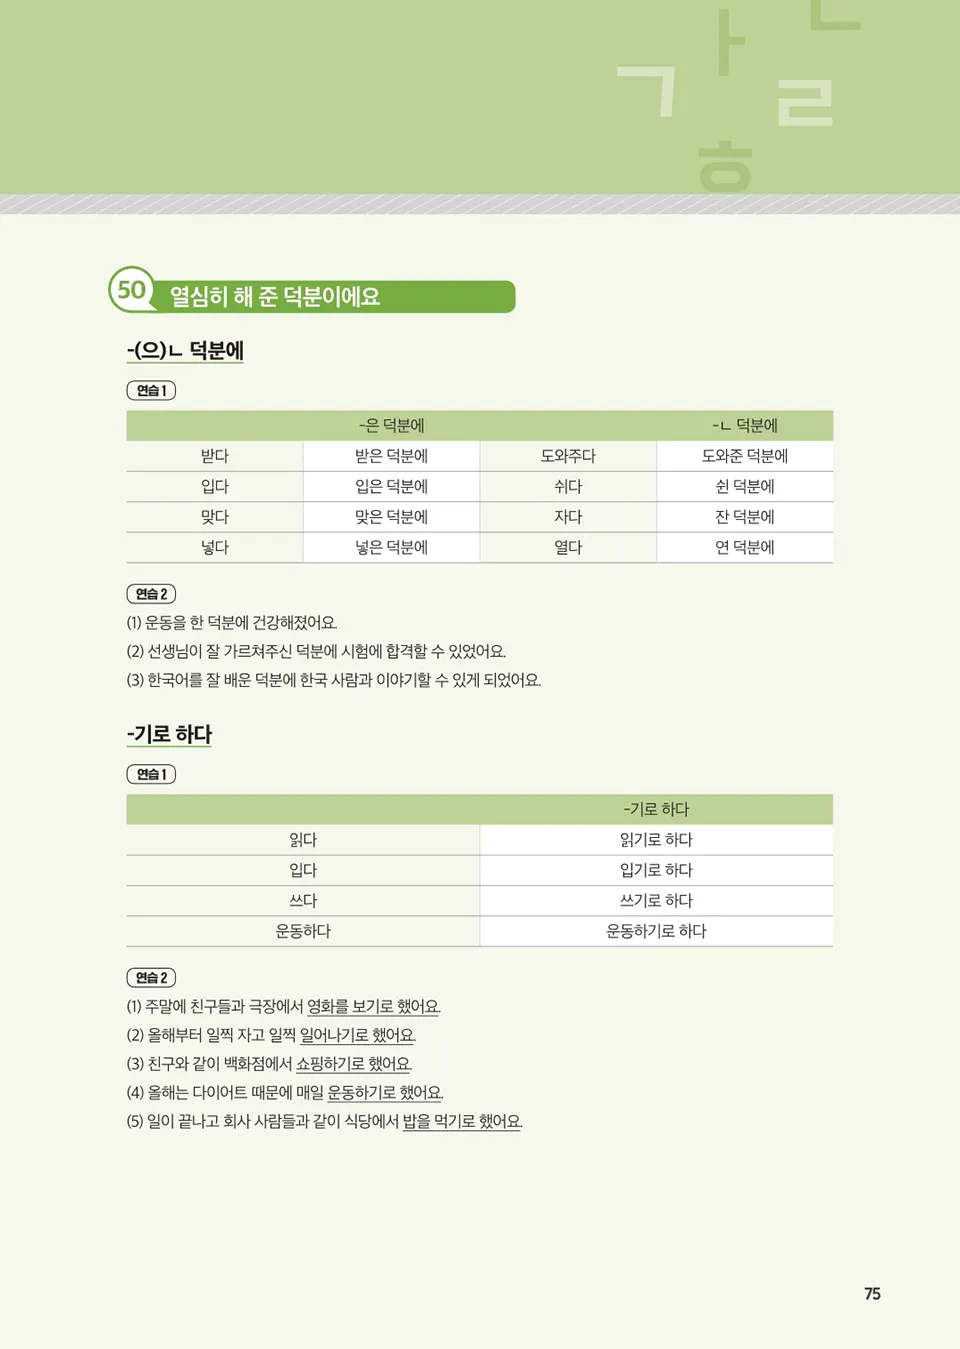 ㄱ ㅏ ㄴ ㄹ ㅎ
50 열심히 해 준 덕분이에요
-(으)ㄴ 덕분에
연습 1
-은 덕분에 -ㄴ 덕분에
받다 받은 덕분에 도와주다 도와준 덕분에
입다 입은 덕분에 쉬다 쉰 덕분에
맞다 맞은 덕분에 자다 잔 덕분에
넣다 넣은 덕분에 열다 연 덕분에
연습 2
(1) 운동을 한 덕분에 건강해졌어요.
(2) 선생님이 잘 가르쳐주신 덕분에 시험에 합격할 수 있었어요.
(3) 한국어를 잘 배운 덕분에 한국 사람과 이야기할 수 있게 되었어요.
-기로 하다
연습 1
-기로 하다
읽다 읽기로 하다
입다 입기로 하다
쓰다 쓰기로 하다
운동하다 운동하기로 하다
연습 2
(1) 주말에 친구들과 극장에서 영화를 보기로 했어요.
(2) 올해부터 일찍 자고 일찍 일어나기로 했어요.
(3) 친구와 같이 백화점에서 쇼핑하기로 했어요.
(4) 올해는 다이어트 때문에 매일 운동하기로 했어요.
(5) 일이 끝나고 회사 사람들과 같이 식당에서 밥을 먹기로 했어요.
75